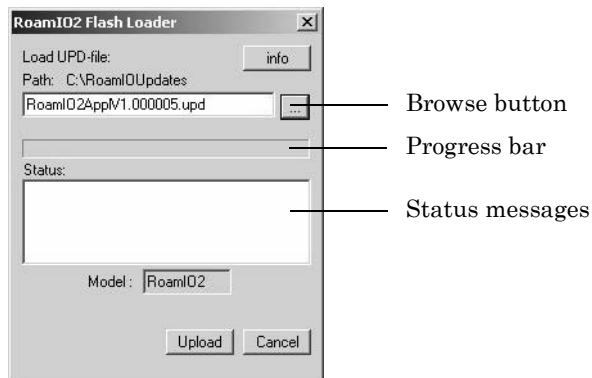 RoamIO2 Flash Loader
Load UPD-file:
info
Path: C:\RoamIOUpdates
RoamIO2ApplV1.000005.upd
...
Browse button
Progress bar
Status:
Status messages
Model: RoamIO2
Upload
Cancel